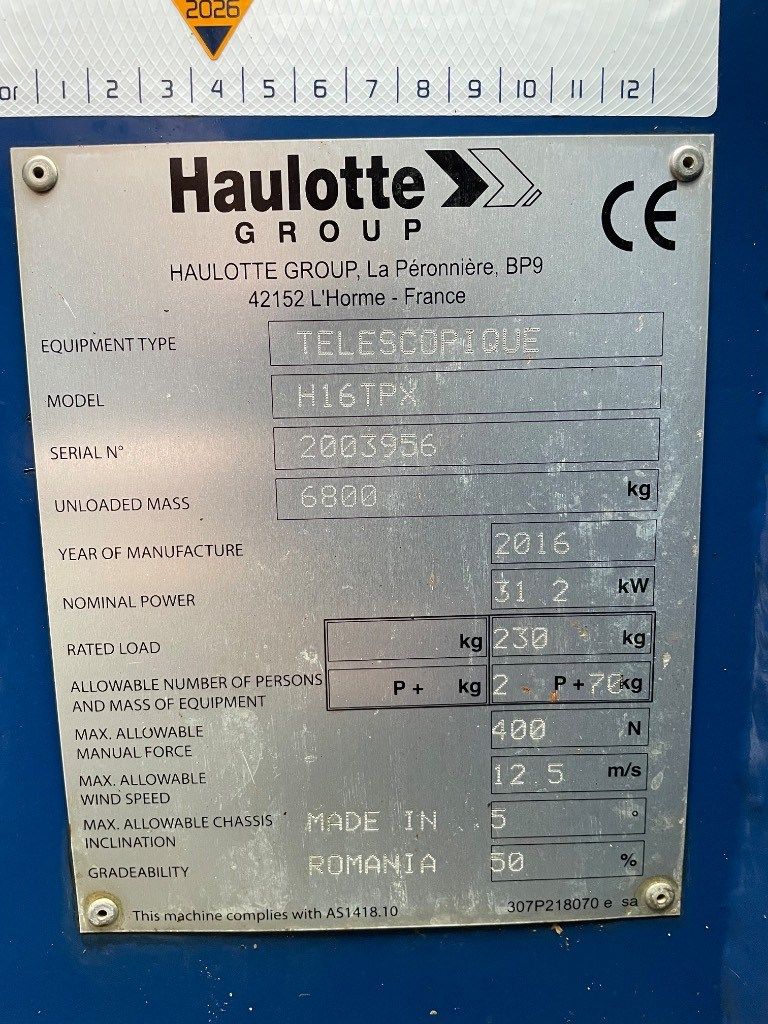 2026
or | 1 | 2 | 3 | 4 | 5 | 6 | 7 | 8 | 9 | 10 | 11 | 12 |
Haulotte
GROUP
CE
HAULOTTE GROUP, La Péronnière, BP9
42152 L'Horme - France
EQUIPMENT TYPE TELESCOPIQUE
MODEL H16TPX
SERIAL N° 2003956
UNLOADED MASS 6800 kg
YEAR OF MANUFACTURE 2016
NOMINAL POWER 31 2 kW
RATED LOAD kg 230 kg
ALLOWABLE NUMBER OF PERSONS
AND MASS OF EQUIPMENT P + kg 2 P + 70 kg
MAX. ALLOWABLE
MANUAL FORCE 400 N
MAX. ALLOWABLE
WIND SPEED 12 5 m/s
MAX. ALLOWABLE CHASSIS
INCLINATION MADE IN 5 °
GRADEABILITY ROMANIA 50 %
This machine complies with AS1418.10 307P218070 e sa